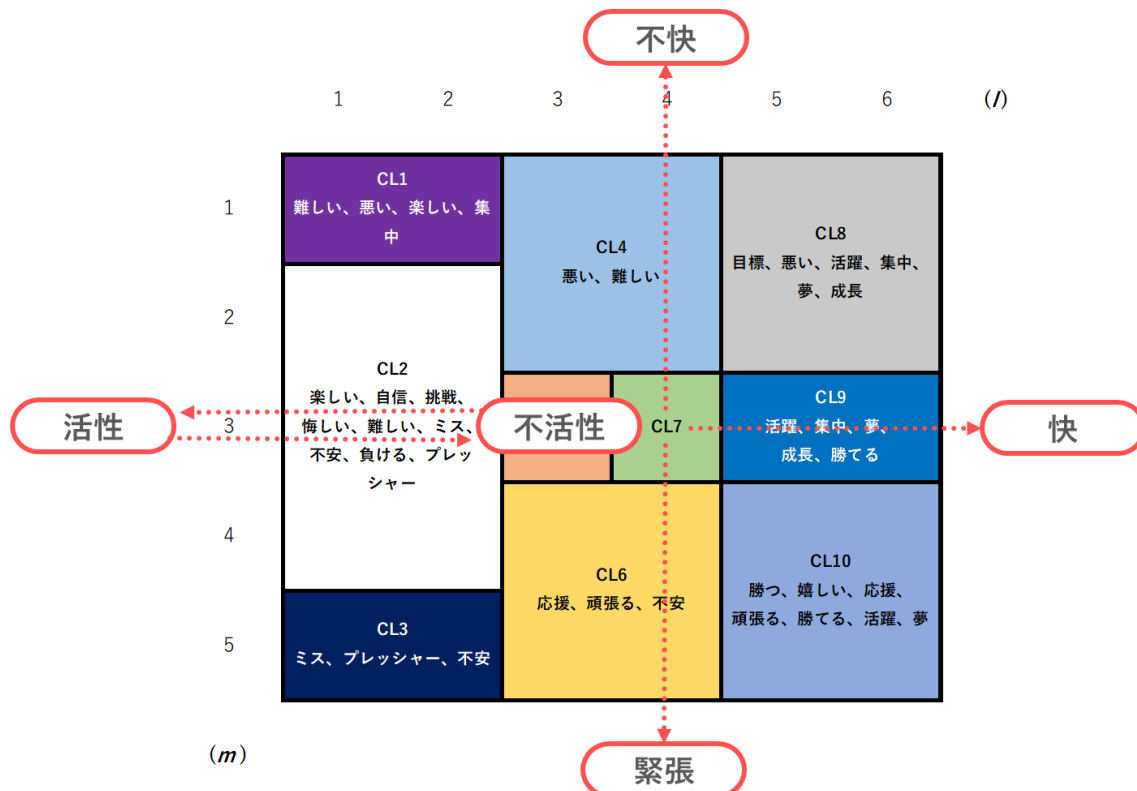 不快
1 2 3 4 5 6 (l)
1
CL1
難しい、悪い、楽しい、集
中
CL4
悪い、難しい
CL8
目標、悪い、活躍、集中、
夢、成長
2
CL2
楽しい、自信、挑戦、
悔しい、難しい、ミス、
不安、負ける、プレッ
シャー
活性
3
不活性
CL7
CL9
活躍、集中、夢、
成長、勝てる
快
4
CL6
応援、頑張る、不安
CL10
勝つ、嬉しい、応援、
頑張る、勝てる、活躍、夢
5
CL3
ミス、プレッシャー、不安
(m)
緊張